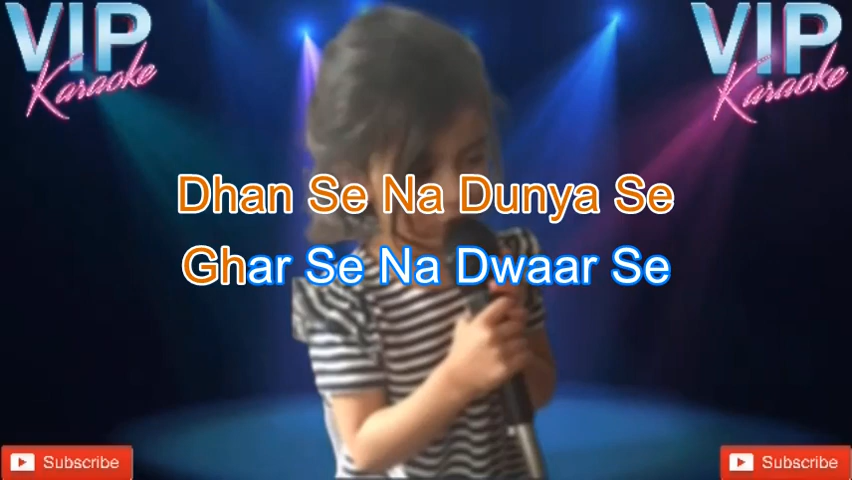 VIP Karaoke
VIP Karaoke
Dhan Se Na Dunya Se
Ghar Se Na Dwaar Se
Subscribe
Subscribe